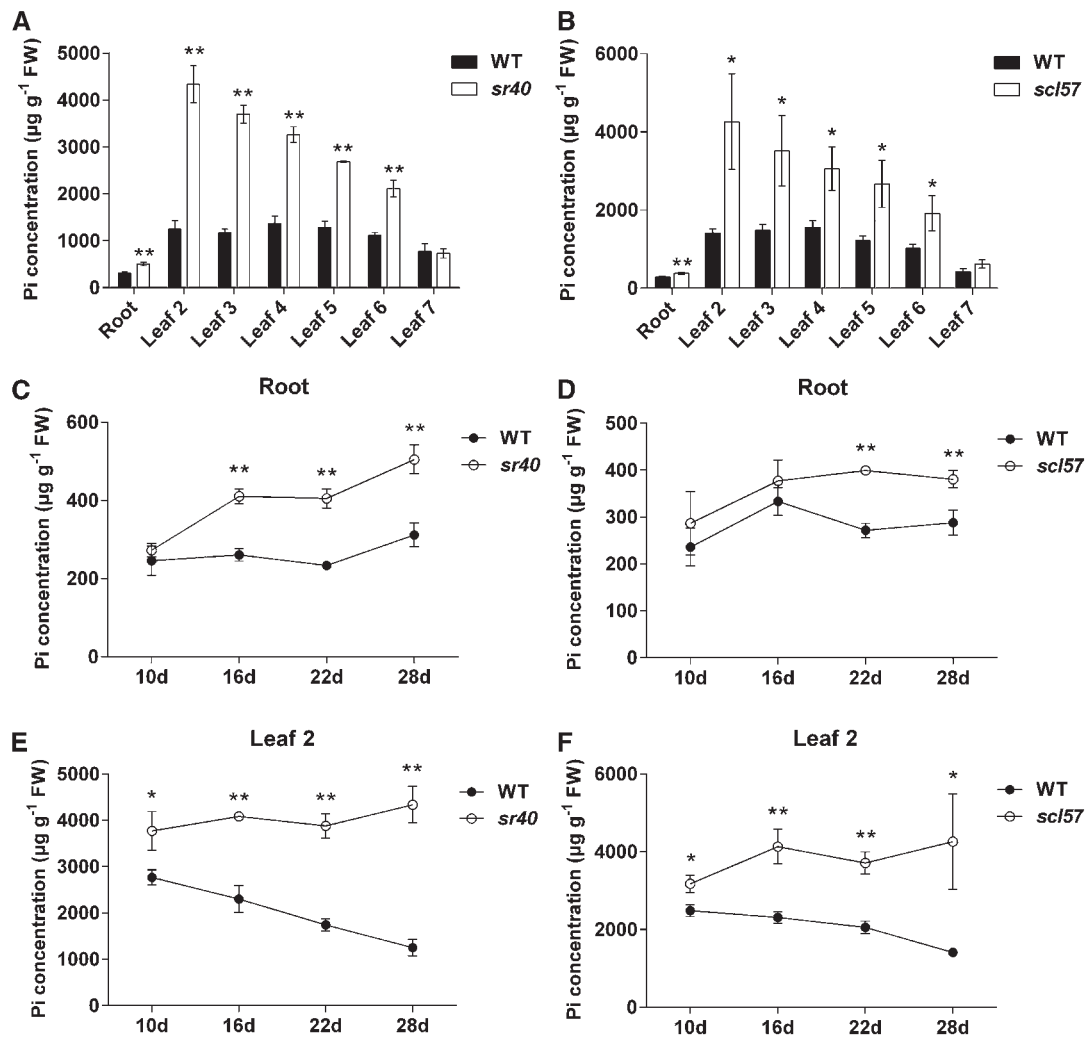 A
Pi concentration (µg g⁻¹ FW)
5000
4000
3000
2000
1000
0
** ** ** ** ** ** 
Root Leaf 2 Leaf 3 Leaf 4 Leaf 5 Leaf 6 Leaf 7
WT
sr40
B
Pi concentration (µg g⁻¹ FW)
6000
4000
2000
0
** * * * * *
Root Leaf 2 Leaf 3 Leaf 4 Leaf 5 Leaf 6 Leaf 7
WT
scl57
C
Root
Pi concentration (µg g⁻¹ FW)
600
400
200
0
** ** **
10d 16d 22d 28d
WT
sr40
D
Root
Pi concentration (µg g⁻¹ FW)
500
400
300
200
100
0
** **
10d 16d 22d 28d
WT
scl57
E
Leaf 2
Pi concentration (µg g⁻¹ FW)
5000
4000
3000
2000
1000
0
* ** ** **
10d 16d 22d 28d
WT
sr40
F
Leaf 2
Pi concentration (µg g⁻¹ FW)
6000
4000
2000
0
* ** ** *
10d 16d 22d 28d
WT
scl57